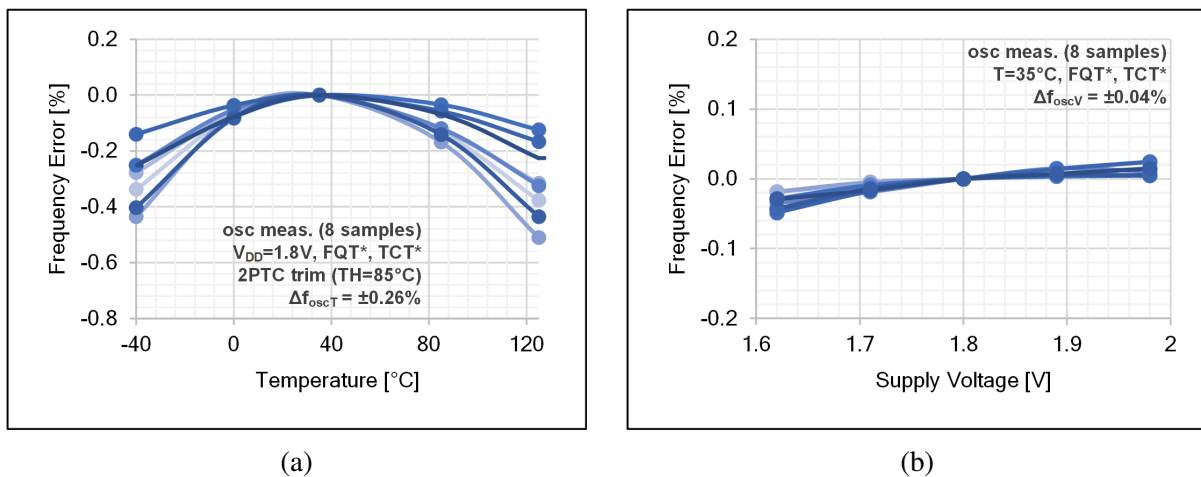 0.2
0.0
-0.2
-0.4
-0.6
-0.8
Frequency Error [%]
osc meas. (8 samples)
V_DD=1.8V, FQT*, TCT*
2PTC trim (TH=85°C)
Δf_oscT = ±0.26%
-40 0 40 80 120
Temperature [°C]
(a)
0.2
0.1
0.0
-0.1
-0.2
Frequency Error [%]
osc meas. (8 samples)
T=35°C, FQT*, TCT*
Δf_oscV = ±0.04%
1.6 1.7 1.8 1.9 2
Supply Voltage [V]
(b)